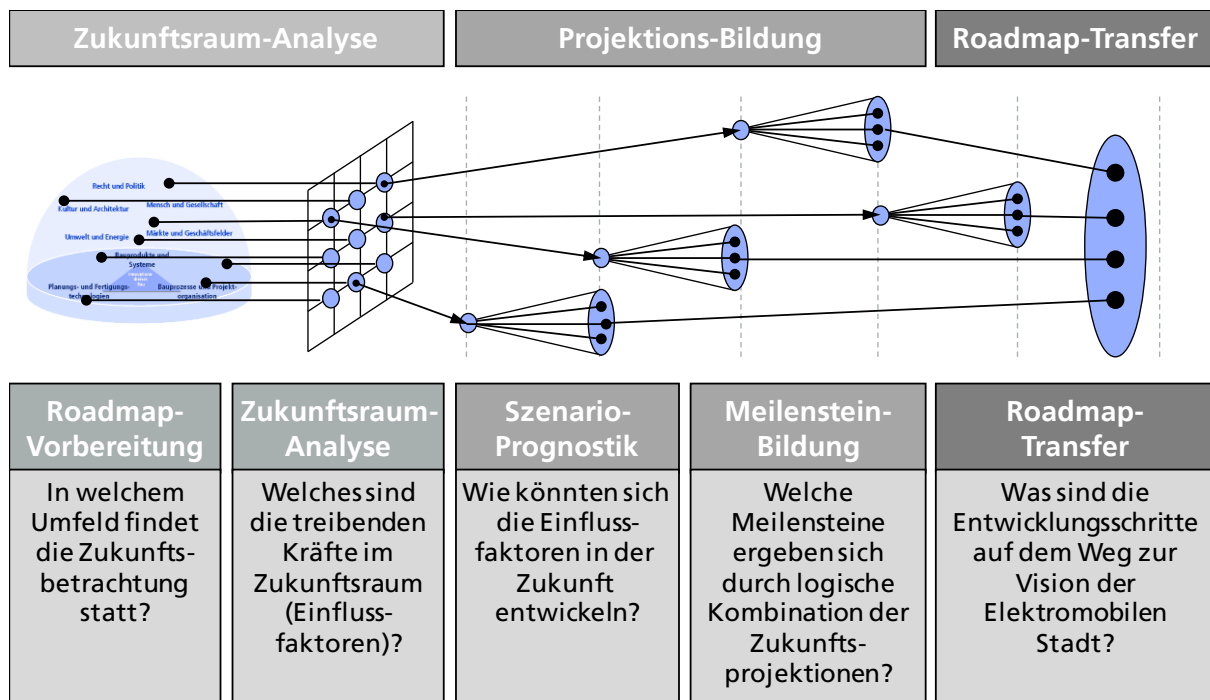 Zukunftsraum-Analyse
Projektions-Bildung
Roadmap-Transfer
Recht und Politik
Kultur und Architektur
Mensch und Gesellschaft
Umwelt und Energie
Märkte und Geschäftsfelder
Bauprodukte und
Systeme
Planungs- und Fertigungs-
technologien
Bauprozesse und Projekt-
organisation
Roadmap-
Vorbereitung
In welchem
Umfeld findet
die Zukunfts-
betrachtung
statt?
Zukunftsraum-
Analyse
Welches sind
die treibenden
Kräfte im
Zukunftsraum
(Einfluss-
faktoren)?
Szenario-
Prognostik
Wie könnten sich
die Einfluss-
faktoren in der
Zukunft
entwickeln?
Meilenstein-
Bildung
Welche
Meilensteine
ergeben sich
durch logische
Kombination der
Zukunfts-
projektionen?
Roadmap-
Transfer
Was sind die
Entwicklungsschritte
auf dem Weg zur
Vision der
Elektromobilen
Stadt?